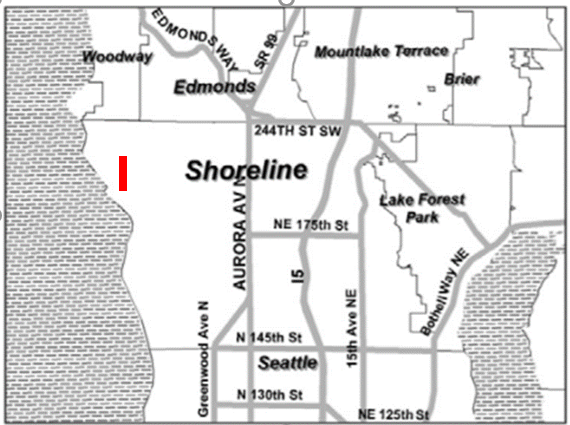 EDMONDS WAY
SR 99
Mountlake Terrace
Woodway
Brier
Edmonds
244TH ST SW
Shoreline
Lake Forest
Park
AURORA AV N
NE 175th St
I5
Bothell Way NE
Greenwood Ave N
15th Ave NE
N 145th St
Seattle
N 130th St
NE 125th St